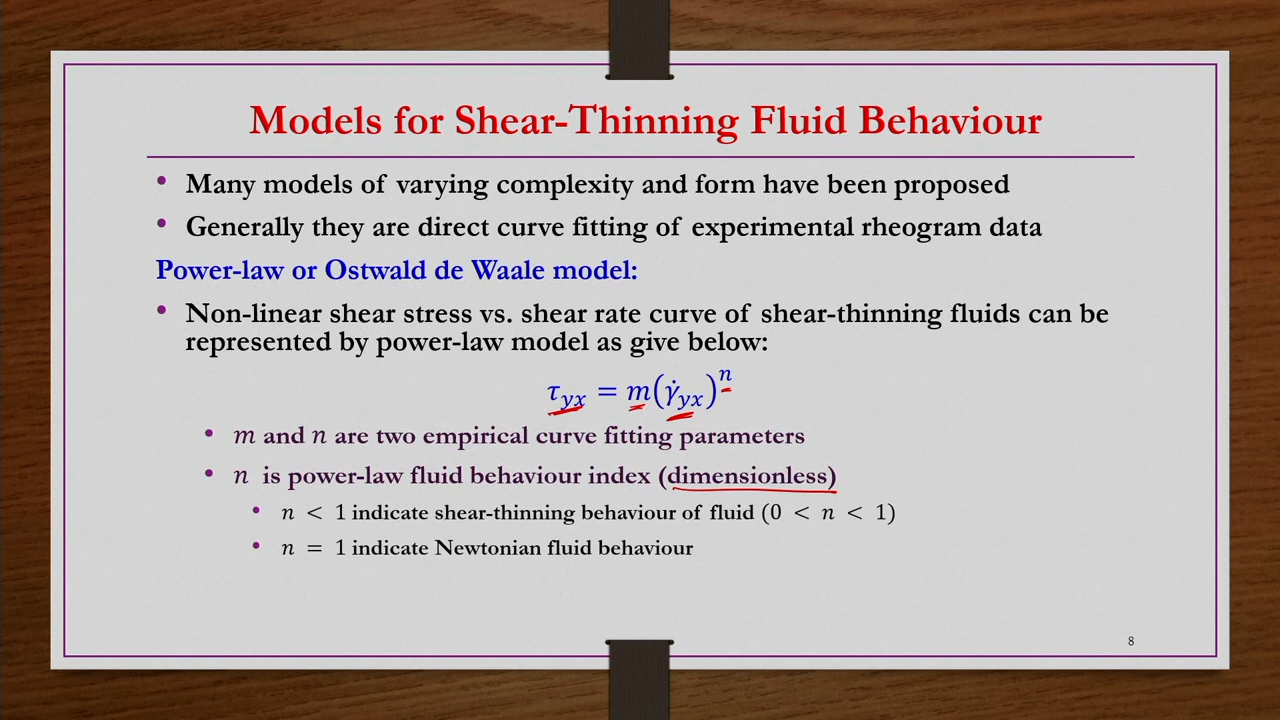 Models for Shear-Thinning Fluid Behaviour
• Many models of varying complexity and form have been proposed
• Generally they are direct curve fitting of experimental rheogram data
Power-law or Ostwald de Waale model:
• Non-linear shear stress vs. shear rate curve of shear-thinning fluids can be
represented by power-law model as give below:
τ_yx = m(γ̇_yx)^n
• m and n are two empirical curve fitting parameters
• n is power-law fluid behaviour index (dimensionless)
• n < 1 indicate shear-thinning behaviour of fluid (0 < n < 1)
• n = 1 indicate Newtonian fluid behaviour
8